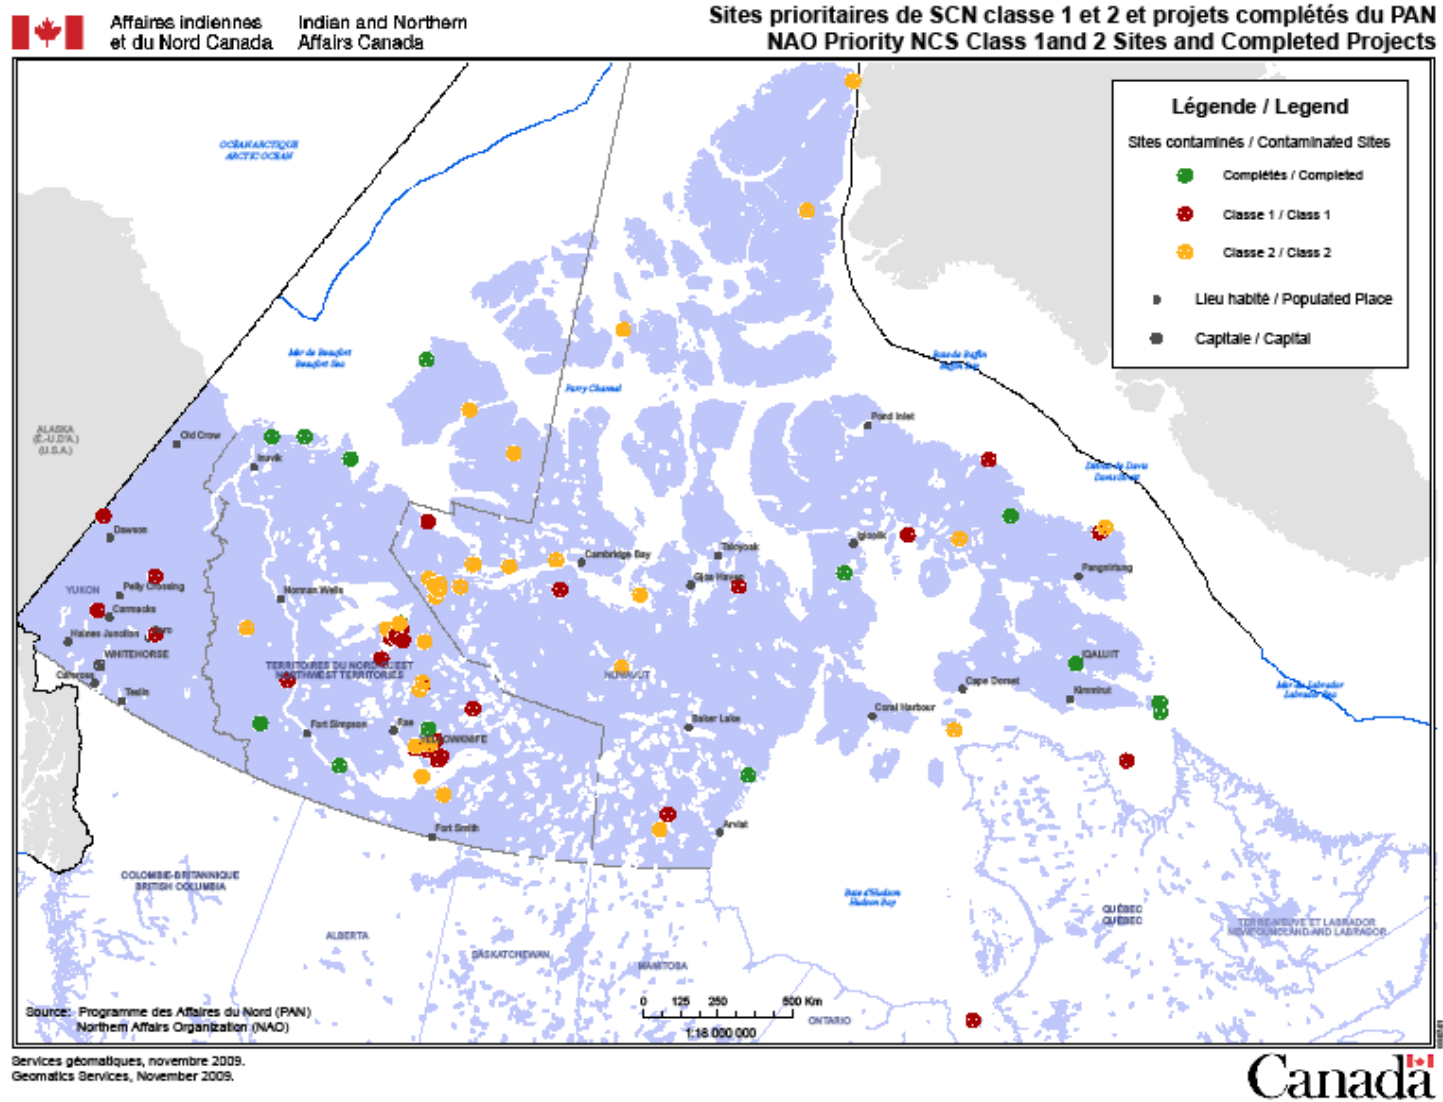 Affaires indiennes
et du Nord Canada
Indian and Northern
Affairs Canada
Sites prioritaires de SCN classe 1 et 2 et projets complétés du PAN
NAO Priority NCS Class 1and 2 Sites and Completed Projects
Légende / Legend
Sites contaminés / Contaminated Sites
Complétés / Completed
Classe 1 / Class 1
Classe 2 / Class 2
Lieu habité / Populated Place
Capitale / Capital
OCÉAN ARCTIQUE
ARCTIC OCEAN
Mer de Beaufort
Beaufort Sea
Parry Channel
Baie de Baffin
Baffin Bay
ALASKA
(É.-U.D'A.)
(U.S.A.)
Old Crow
Inuvik
Pond Inlet
Détroit de Davis
Davis Strait
Dawson
Cambridge Bay
Taloyoak
Igloolik
Gjoa Haven
Pangnirtung
YUKON
Pelly Crossing
Norman Wells
Carmacks
Haines Junction
WHITEHORSE
Teslin
TERRITOIRES DU NORD-OUEST
NORTHWEST TERRITORIES
NUNAVUT
IQALUIT
Cape Dorset
Kimmirut
Mer du Labrador
Labrador Sea
Coral Harbour
Fort Simpson
Rae
YELLOWKNIFE
Baker Lake
Arviat
Fort Smith
COLOMBIE-BRITANNIQUE
BRITISH COLUMBIA
Baie d'Hudson
Hudson Bay
QUÉBEC
QUÉBEC
TERRE-NEUVE ET LABRADOR
NEWFOUNDLAND AND LABRADOR
ALBERTA
SASKATCHEWAN
MANITOBA
ONTARIO
0 125 250 500 Km
1:18 000 000
Source: Programme des Affaires du Nord (PAN)
Northern Affairs Organization (NAO)
Services géomatiques, novembre 2009.
Geomatics Services, November 2009.
Canada